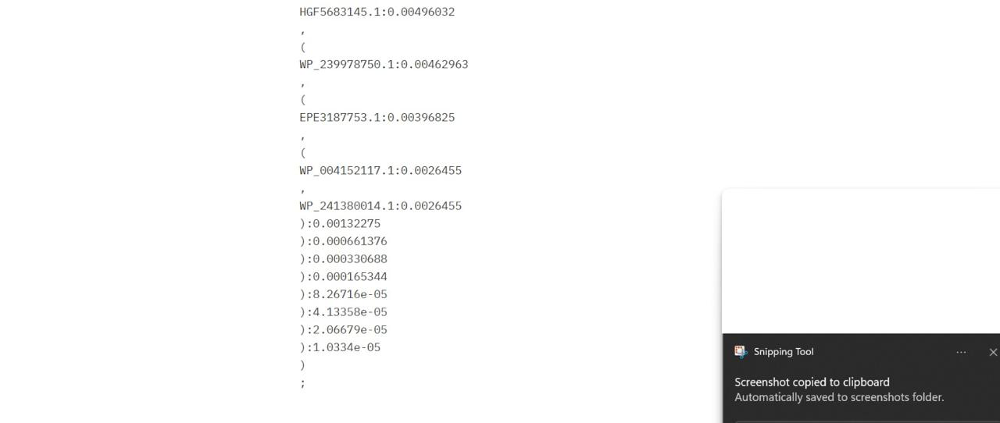 HGF5683145.1:0.00496032
,
(
WP_239978750.1:0.00462963
,
(
EPE3187753.1:0.00396825
,
(
WP_004152117.1:0.0026455
,
WP_241380014.1:0.0026455
):0.00132275
):0.000661376
):0.000330688
):0.000165344
):8.26716e-05
):4.13358e-05
):2.06679e-05
):1.0334e-05
)
;
Snipping Tool
Screenshot copied to clipboard
Automatically saved to screenshots folder.